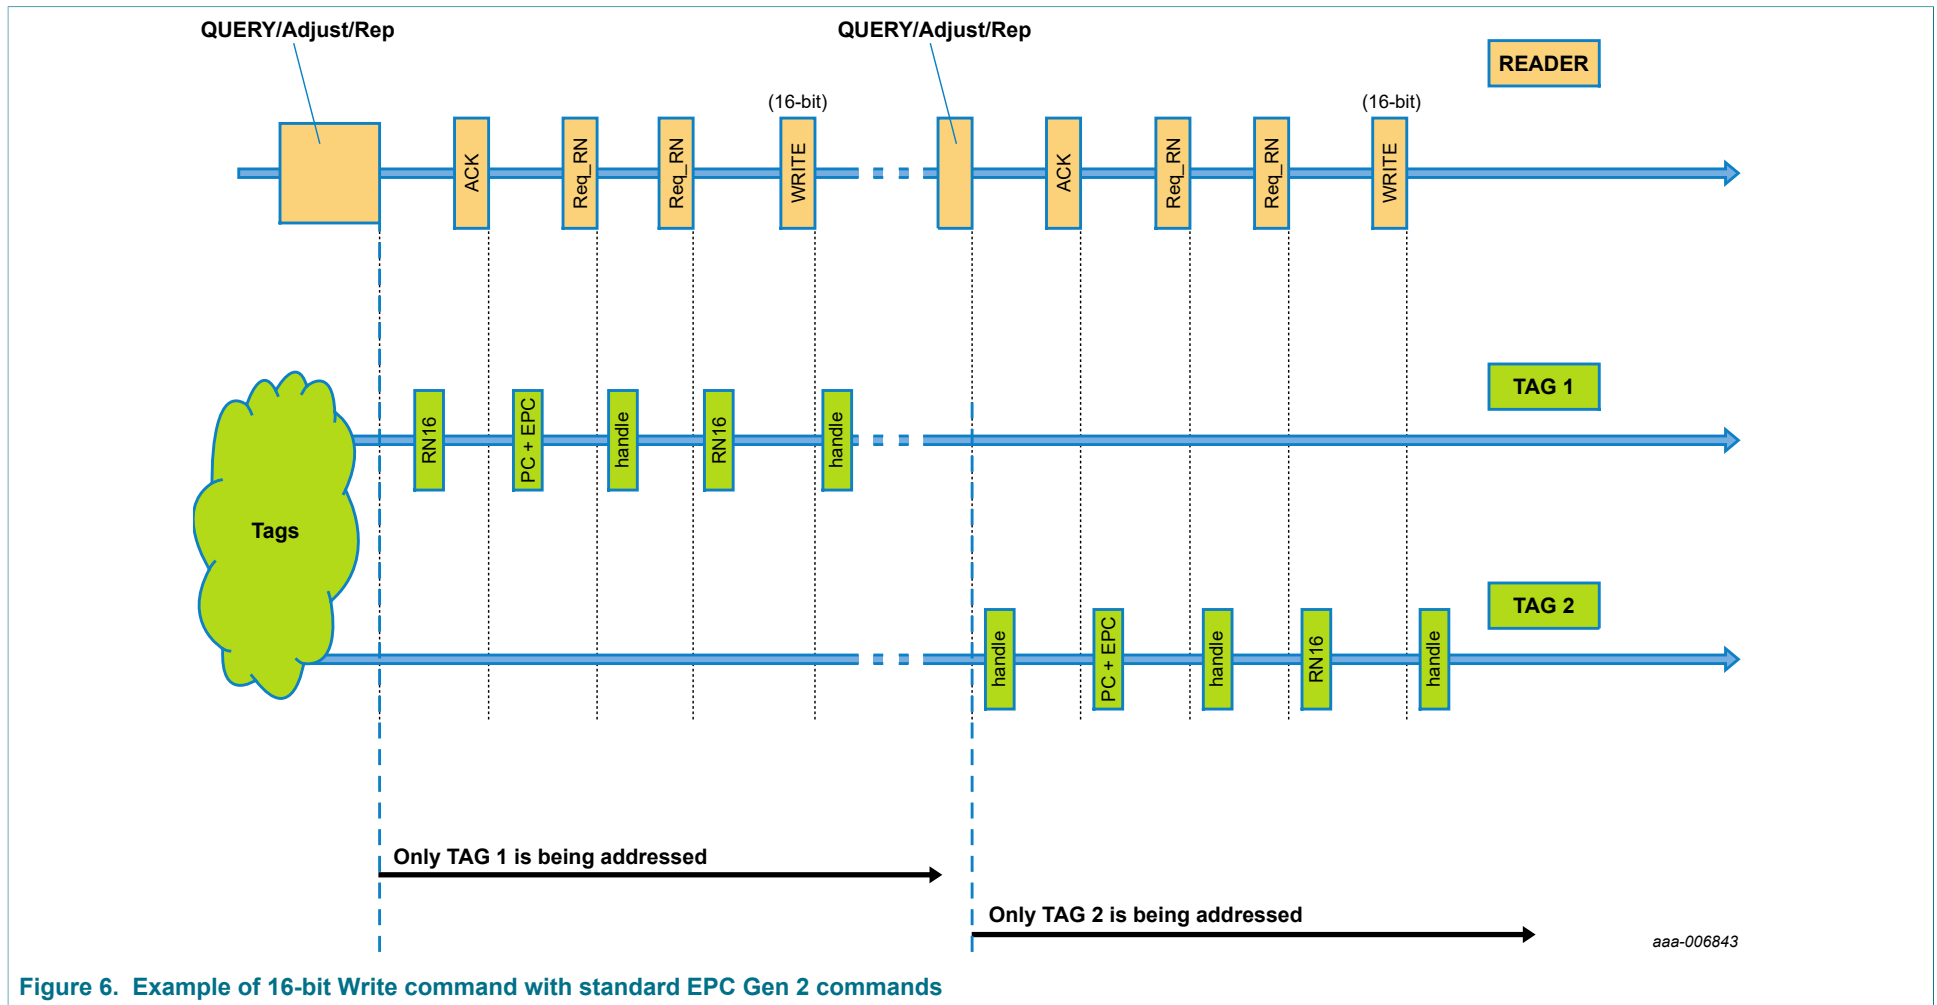 QUERY/Adjust/Rep
QUERY/Adjust/Rep
READER
(16-bit)
(16-bit)
ACK
Req_RN
Req_RN
WRITE
ACK
Req_RN
Req_RN
WRITE
TAG 1
RN16
PC + EPC
handle
RN16
handle
Tags
TAG 2
handle
PC + EPC
handle
RN16
handle
Only TAG 1 is being addressed
Only TAG 2 is being addressed
aaa-006843
Figure 6. Example of 16-bit Write command with standard EPC Gen 2 commands